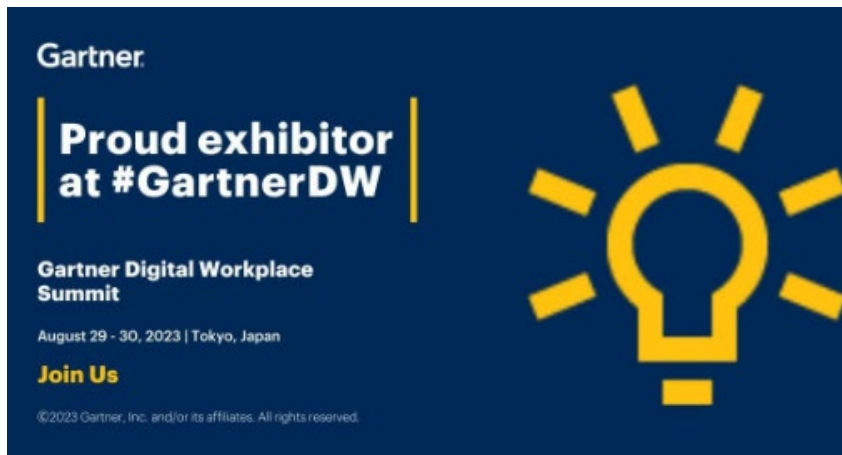 Gartner.
Proud exhibitor
at #GartnerDW
Gartner Digital Workplace
Summit
August 29 - 30, 2023 | Tokyo, Japan
Join Us
©2023 Gartner, Inc. and/or its affiliates. All rights reserved.